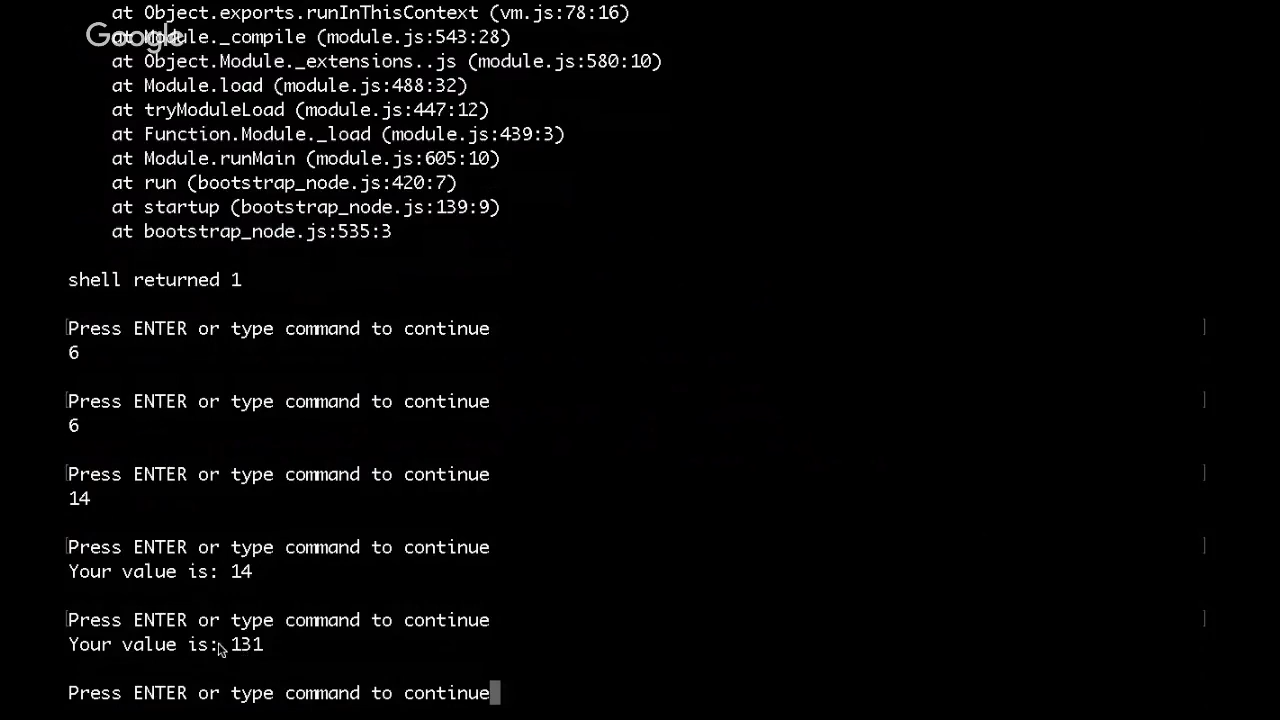 at Object.exports.runInThisContext (vm.js:78:16)
Google
at Module._compile (module.js:543:28)
at Object.Module._extensions..js (module.js:580:10)
at Module.load (module.js:488:32)
at tryModuleLoad (module.js:447:12)
at Function.Module._load (module.js:439:3)
at Module.runMain (module.js:605:10)
at run (bootstrap_node.js:420:7)
at startup (bootstrap_node.js:139:9)
at bootstrap_node.js:535:3
shell returned 1
[Press ENTER or type command to continue ]
6
[Press ENTER or type command to continue ]
6
[Press ENTER or type command to continue ]
14
[Press ENTER or type command to continue ]
Your value is: 14
[Press ENTER or type command to continue ]
Your value is: 131
Press ENTER or type command to continue